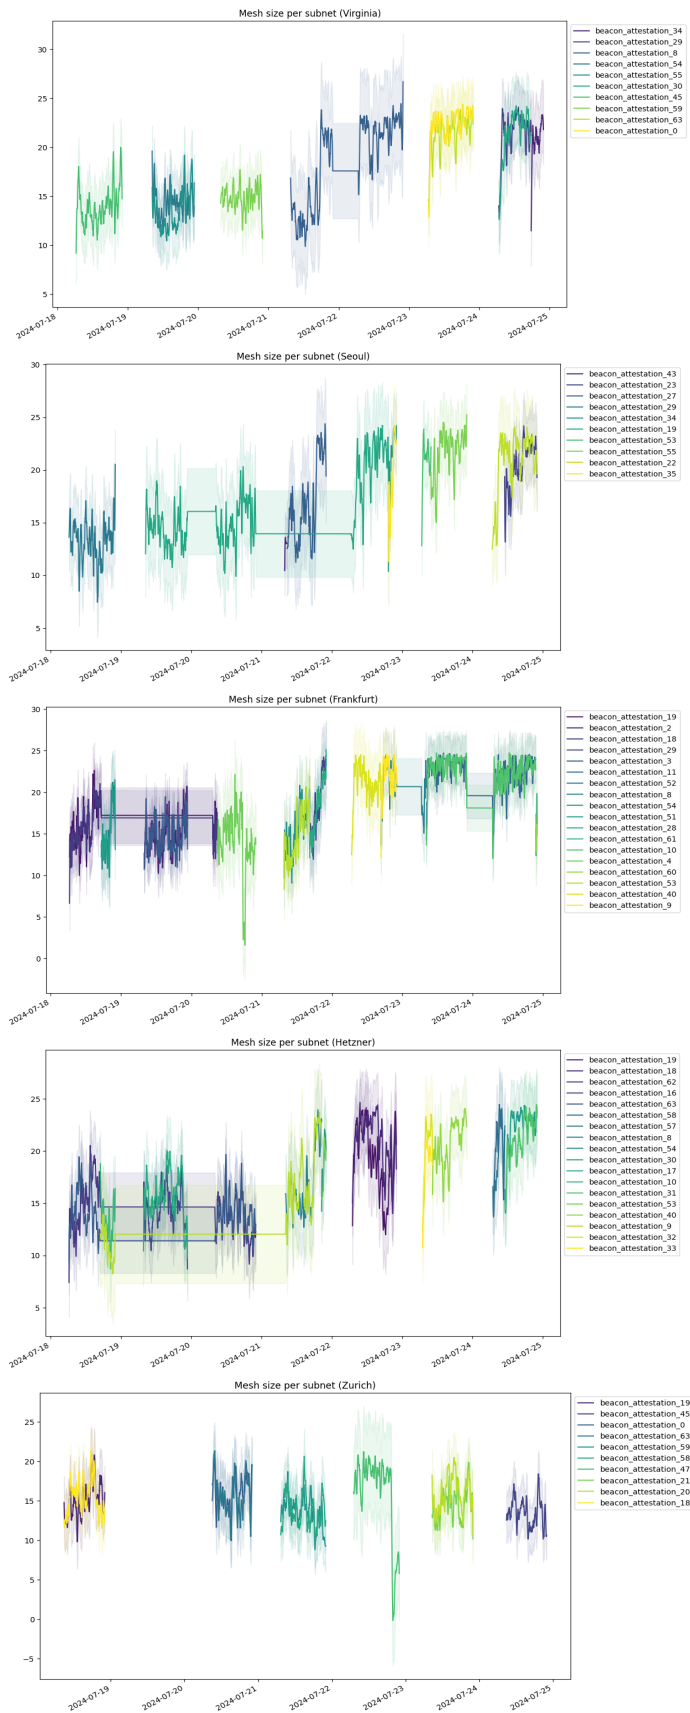 Mesh size per subnet (Virginia)
30
25
20
15
10
5
2024-07-18
2024-07-19
2024-07-20
2024-07-21
2024-07-22
2024-07-23
2024-07-24
2024-07-25
beacon_attestation_34
beacon_attestation_29
beacon_attestation_8
beacon_attestation_54
beacon_attestation_55
beacon_attestation_30
beacon_attestation_45
beacon_attestation_59
beacon_attestation_63
beacon_attestation_0
Mesh size per subnet (Seoul)
30
25
20
15
10
5
2024-07-18
2024-07-19
2024-07-20
2024-07-21
2024-07-22
2024-07-23
2024-07-24
2024-07-25
beacon_attestation_43
beacon_attestation_23
beacon_attestation_27
beacon_attestation_29
beacon_attestation_34
beacon_attestation_19
beacon_attestation_53
beacon_attestation_55
beacon_attestation_22
beacon_attestation_35
Mesh size per subnet (Frankfurt)
30
25
20
15
10
5
0
2024-07-18
2024-07-19
2024-07-20
2024-07-21
2024-07-22
2024-07-23
2024-07-24
2024-07-25
beacon_attestation_19
beacon_attestation_2
beacon_attestation_18
beacon_attestation_29
beacon_attestation_3
beacon_attestation_11
beacon_attestation_52
beacon_attestation_8
beacon_attestation_54
beacon_attestation_51
beacon_attestation_28
beacon_attestation_61
beacon_attestation_10
beacon_attestation_4
beacon_attestation_60
beacon_attestation_53
beacon_attestation_40
beacon_attestation_9
Mesh size per subnet (Hetzner)
25
20
15
10
5
2024-07-18
2024-07-19
2024-07-20
2024-07-21
2024-07-22
2024-07-23
2024-07-24
2024-07-25
beacon_attestation_19
beacon_attestation_18
beacon_attestation_62
beacon_attestation_16
beacon_attestation_63
beacon_attestation_58
beacon_attestation_57
beacon_attestation_8
beacon_attestation_54
beacon_attestation_30
beacon_attestation_17
beacon_attestation_10
beacon_attestation_31
beacon_attestation_53
beacon_attestation_40
beacon_attestation_9
beacon_attestation_32
beacon_attestation_33
Mesh size per subnet (Zurich)
25
20
15
10
5
0
−5
2024-07-19
2024-07-20
2024-07-21
2024-07-22
2024-07-23
2024-07-24
2024-07-25
beacon_attestation_19
beacon_attestation_45
beacon_attestation_0
beacon_attestation_63
beacon_attestation_59
beacon_attestation_58
beacon_attestation_47
beacon_attestation_21
beacon_attestation_20
beacon_attestation_18